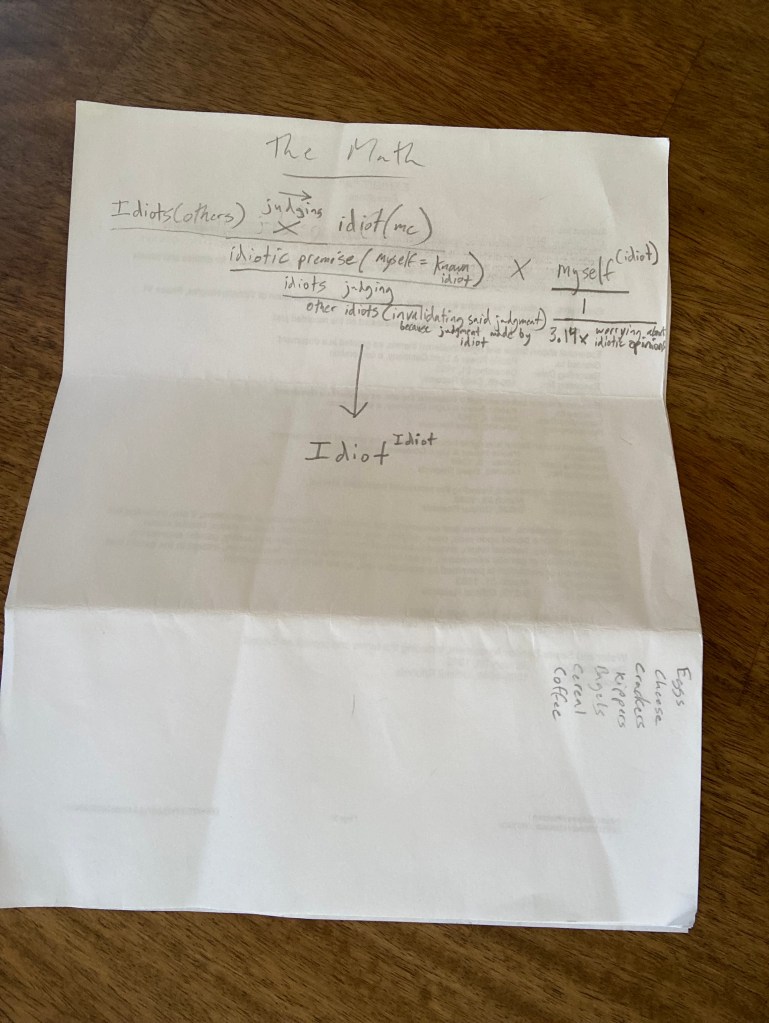 The Math
judging
Idiots(others) X idiot(me)
idiotic premise (myself = known idiot) X myself(idiot)
idiots judging
1
other idiots (invalidating said judgment)
because judgment made by
idiot
3.14x worrying about
idiotic opinions
Idiot^Idiot
Eggs
cheese
crackers
kippers
Bagels
cereal
coffee